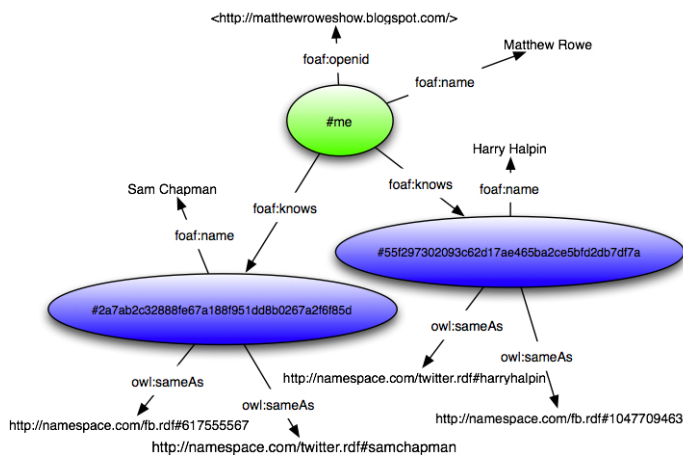 <http://matthewroweshow.blogspot.com/>
Matthew Rowe
foaf:openid
foaf:name
#me
Harry Halpin
foaf:knows
foaf:name
Sam Chapman
foaf:knows
foaf:name
#55f297302093c62d17ae465ba2ce5bfd2db7df7a
#2a7ab2c32888fe67a188f951dd8b0267a2f6f85d
owl:sameAs
owl:sameAs
http://namespace.com/twitter.rdf#harryhalpin
owl:sameAs
owl:sameAs
http://namespace.com/fb.rdf#1047709463
http://namespace.com/fb.rdf#617555567
http://namespace.com/twitter.rdf#samchapman